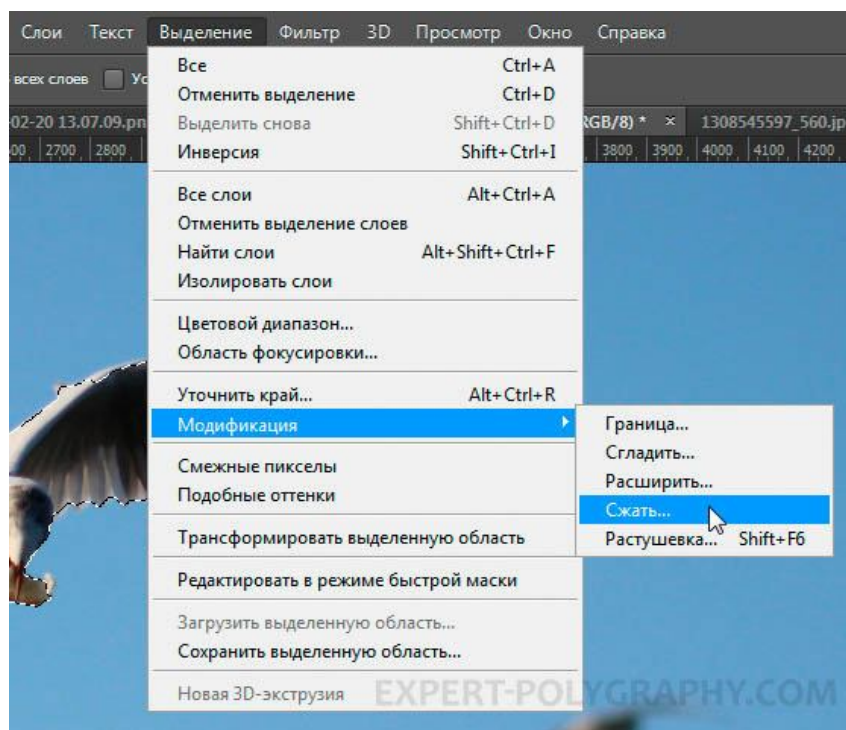 Слои Текст Выделение Фильтр 3D Просмотр Окно Справка
всех слоев Ус
02-20 13.07.09.pn RGB/8) * × 1308545597_560.jp
00 2700 2800 3800 3900 4000 4100 4200
Все Ctrl+A
Отменить выделение Ctrl+D
Выделить снова Shift+Ctrl+D
Инверсия Shift+Ctrl+I
Все слои Alt+Ctrl+A
Отменить выделение слоев
Найти слои Alt+Shift+Ctrl+F
Изолировать слои
Цветовой диапазон...
Область фокусировки...
Уточнить край... Alt+Ctrl+R
Модификация
Граница...
Сгладить...
Расширить...
Сжать...
Растушевка... Shift+F6
Смежные пикселы
Подобные оттенки
Трансформировать выделенную область
Редактировать в режиме быстрой маски
Загрузить выделенную область...
Сохранить выделенную область...
Новая 3D-экструзия
EXPERT-POLYGRAPHY.COM